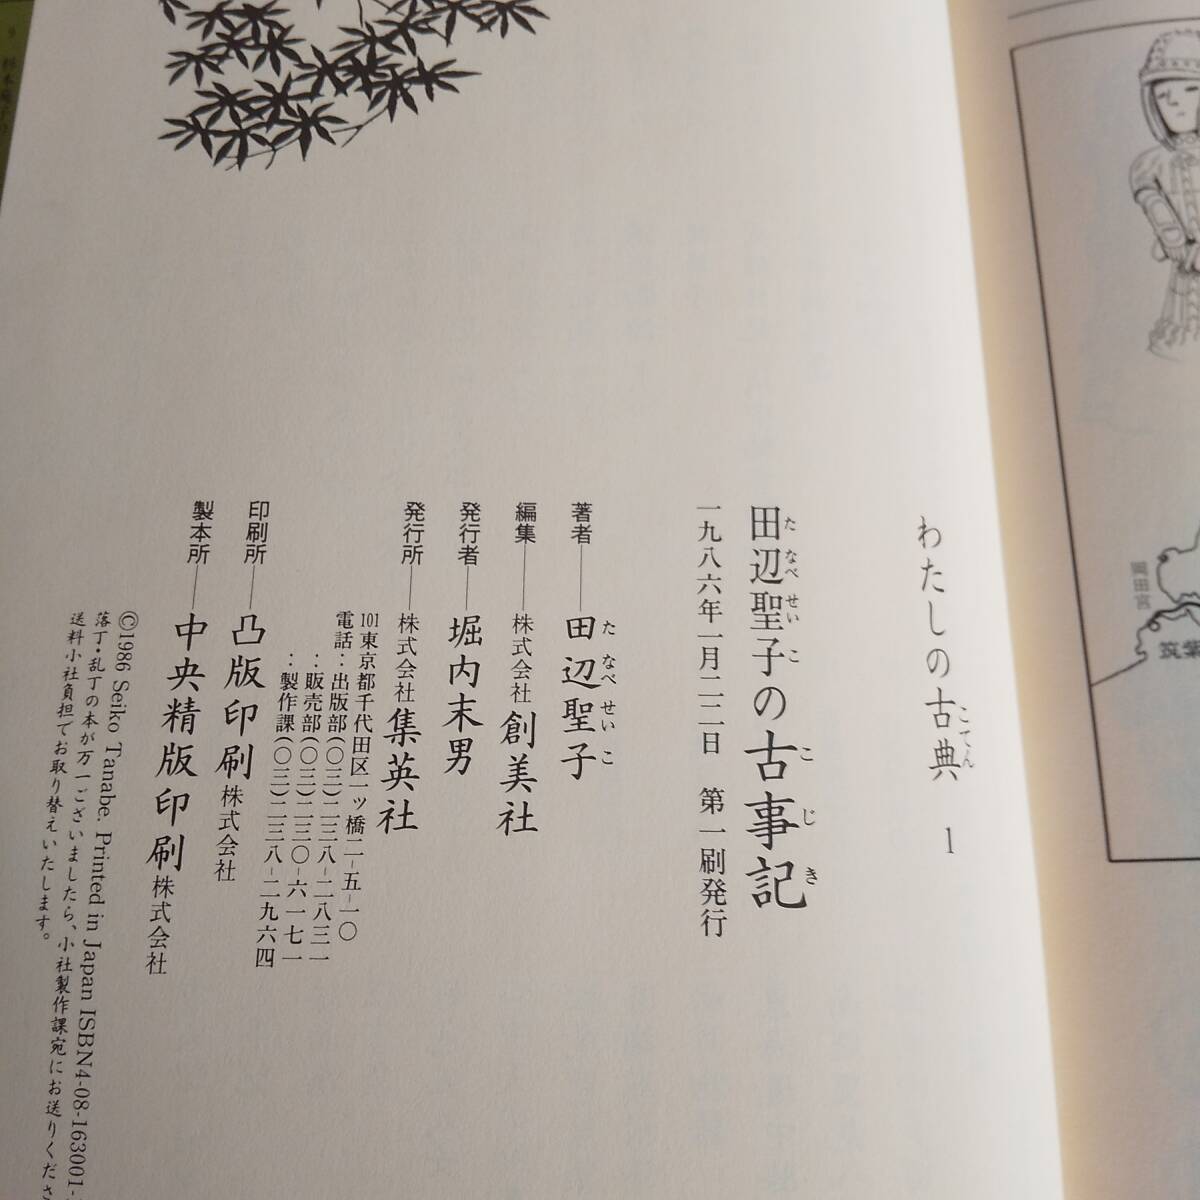 わたしの古典 1
田辺聖子の古事記
一九八六年一月二二日 第一刷発行
著者――田辺聖子
編集――株式会社 創美社
発行者――堀内末男
発行所――株式会社 集英社
101東京都千代田区一ツ橋二-五-一〇
電話:出版部(〇三)二三八-二八三一
:販売部(〇三)二三〇-六一七一
:製作課(〇三)二三八-二九六四
印刷所――凸版印刷株式会社
製本所――中央精版印刷株式会社
©1986 Seiko Tanabe. Printed in Japan ISBN4-08-163001-
落丁・乱丁の本が万一ございましたら、小社製作課宛にお送りくださ
送料小社負担でお取り替えいたします。
岡田宮
筑紫